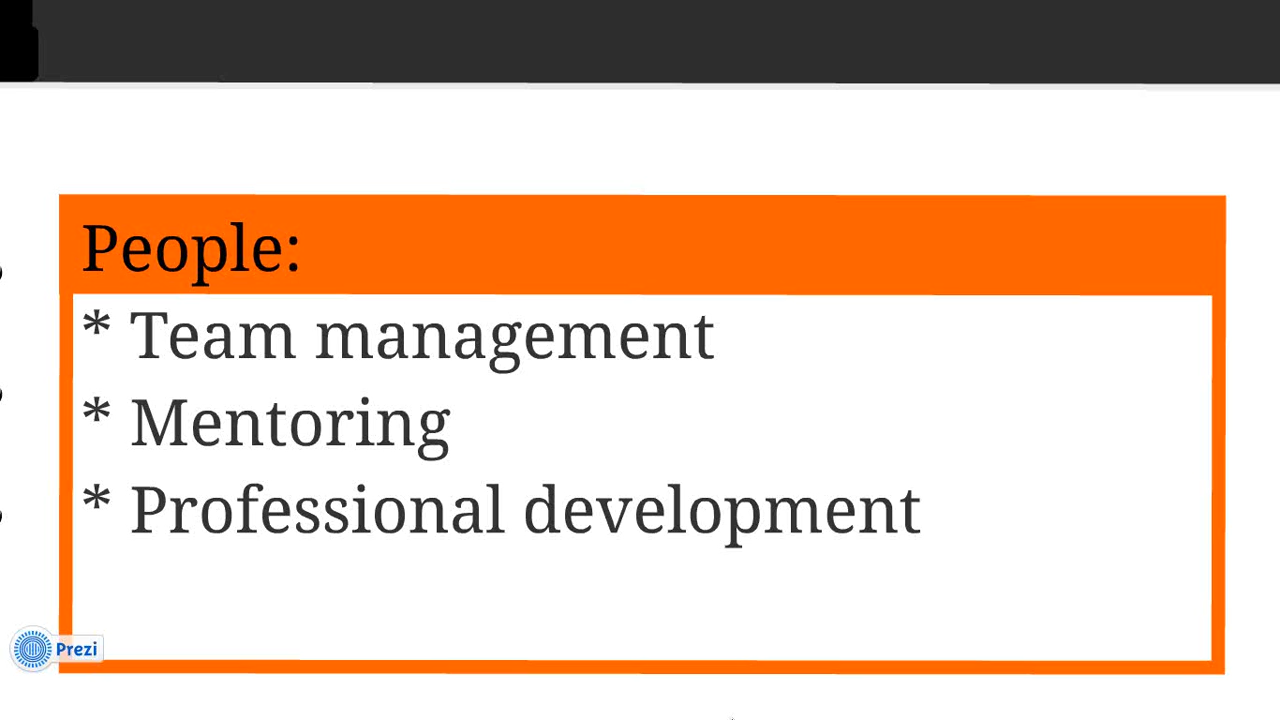 People:
* Team management
* Mentoring
* Professional development
Prezi